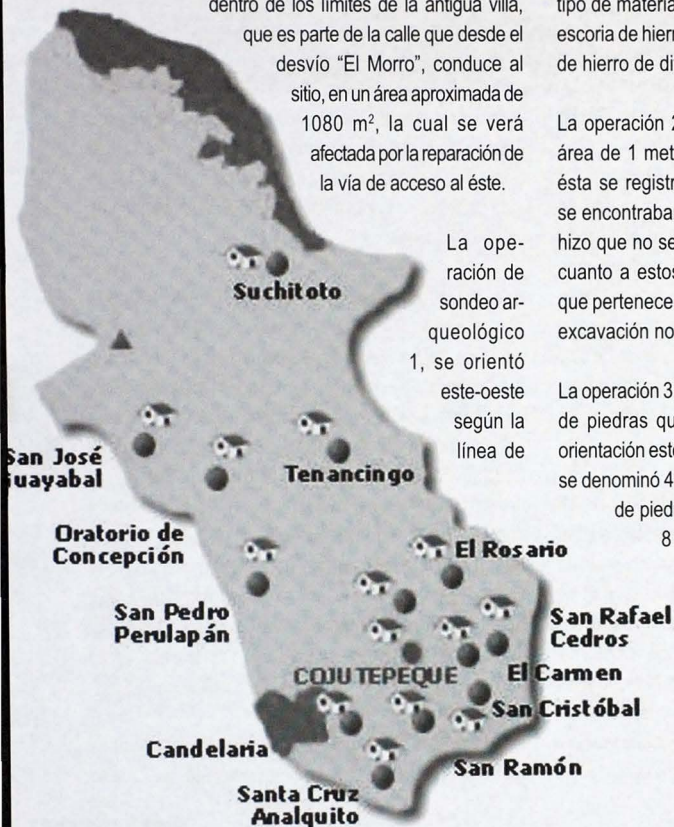 dentro de los límites de la antigua villa,
que es parte de la calle que desde el
desvío “El Morro”, conduce al
sitio, en un área aproximada de
1080 m², la cual se verá
afectada por la reparación de
la vía de acceso al éste.
La ope-
ración de
sondeo ar-
queológico
1, se orientó
este-oeste
según la
línea de
tipo de materia
escoria de hierr
de hierro de di
La operación 2
área de 1 met
ésta se registr
se encontraba
hizo que no se
cuanto a estos
que pertenece
excavación no
La operación 3
de piedras qu
orientación este
se denominó 4
de pied
8
Suchitoto
San José
uayabal
Tenancingo
Oratorio de
Concepción
El Rosario
San Pedro
Perulapán
San Rafael
Cedros
COJUTEPEQUE
El Carmen
San Cristóbal
Candelaria
San Ramón
Santa Cruz
Analquito